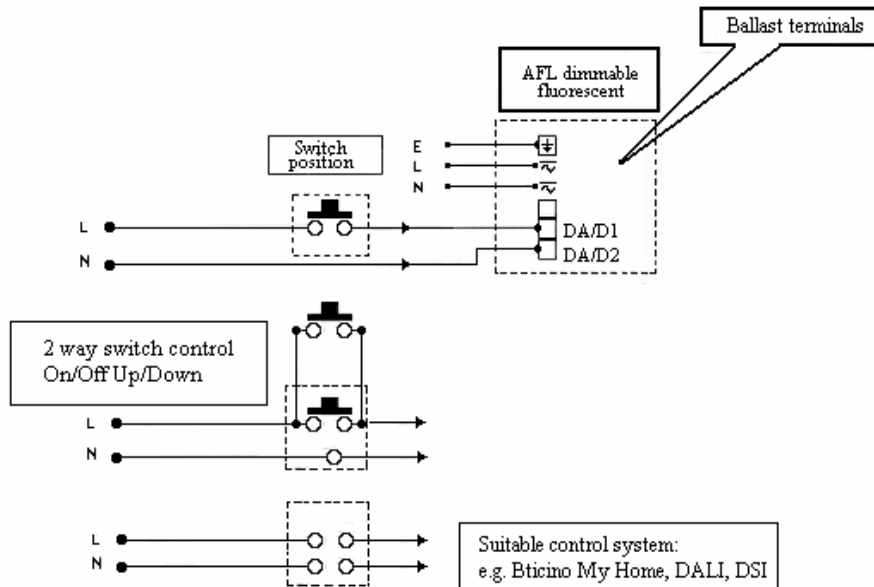 Ballast terminals
AFL dimmable
fluorescent
Switch
position
E
L
N
L
DA/D1
N
DA/D2
2 way switch control
On/Off Up/Down
L
N
L
N
Suitable control system:
e.g. Bticino My Home, DALI, DSI